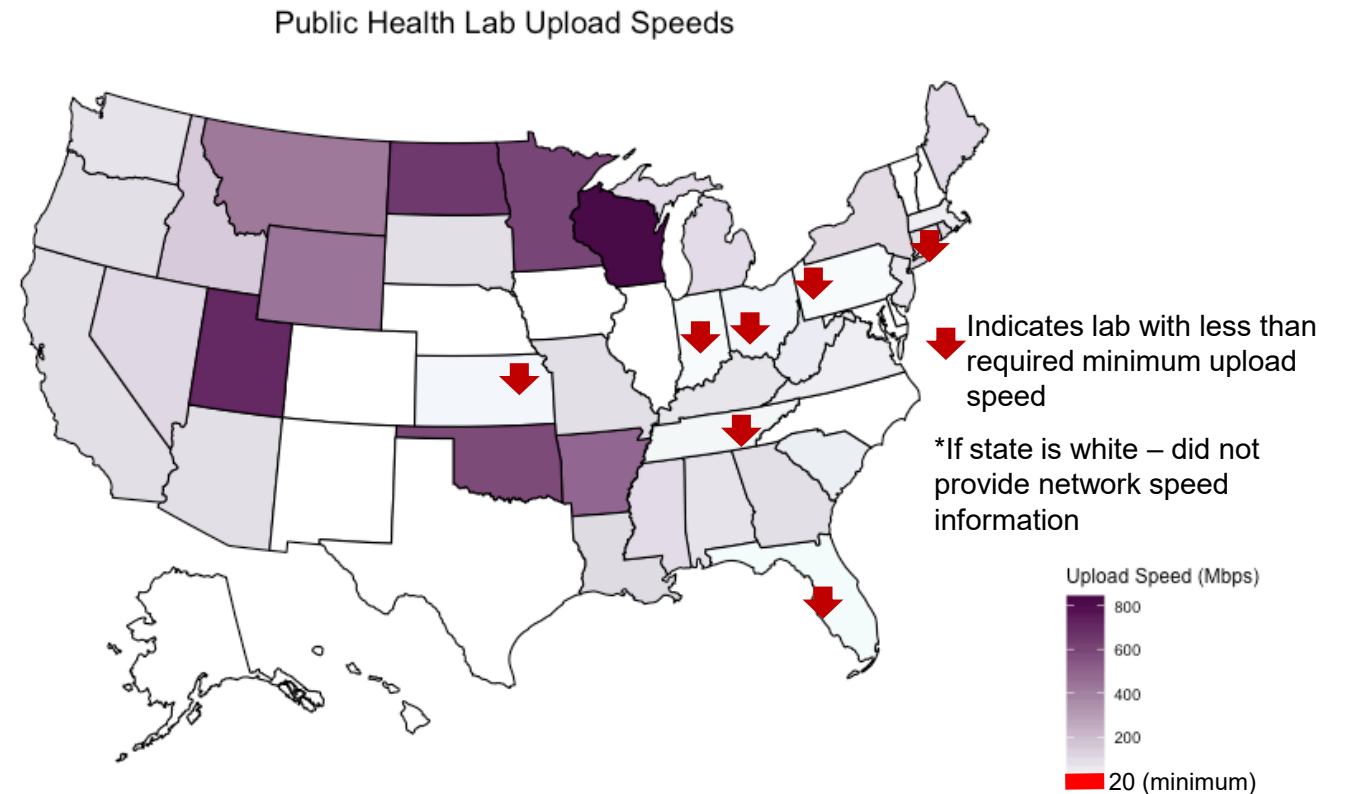 Public Health Lab Upload Speeds
Indicates lab with less than
required minimum upload
speed
*If state is white – did not
provide network speed
information
Upload Speed (Mbps)
800
600
400
200
20 (minimum)